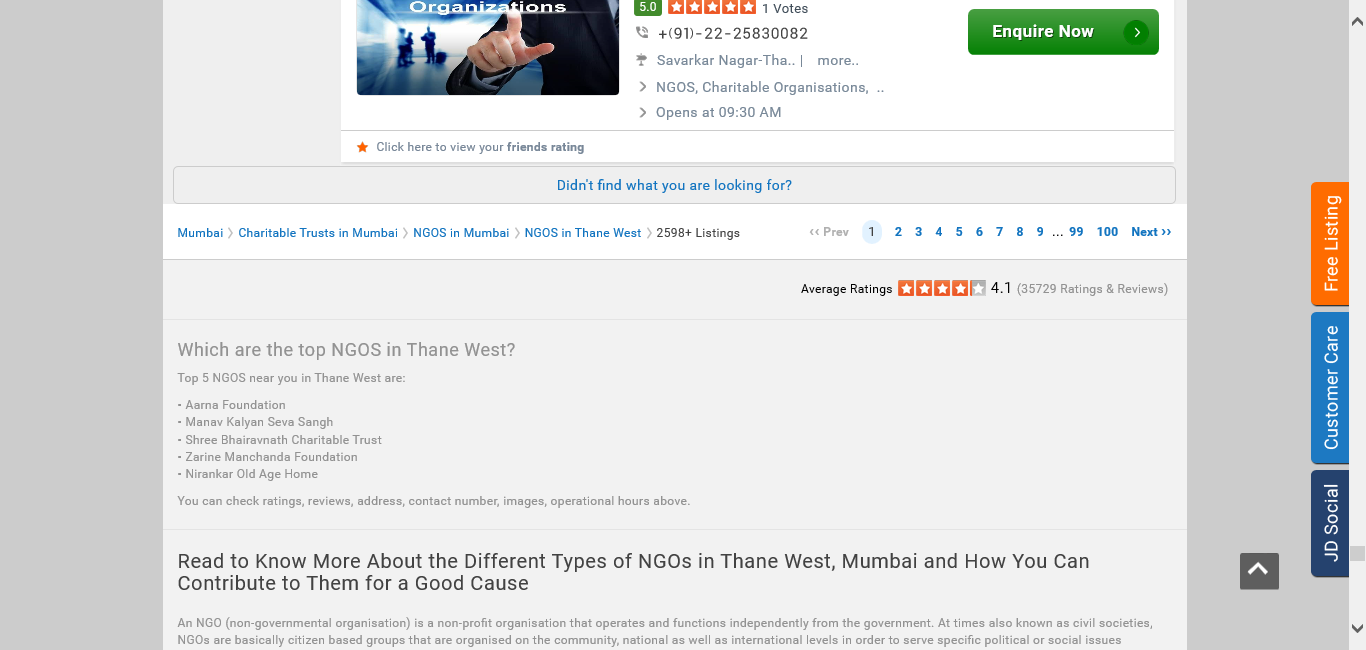 Organizations
5.0 1 Votes
+(91)-22-25830082
Enquire Now
Savarkar Nagar-Tha.. | more..
NGOS, Charitable Organisations, ..
Opens at 09:30 AM
Click here to view your friends rating
Didn't find what you are looking for?
Mumbai Charitable Trusts in Mumbai NGOS in Mumbai NGOS in Thane West 2598+ Listings
‹‹ Prev 1 2 3 4 5 6 7 8 9 ... 99 100 Next ››
Average Ratings 4.1 (35729 Ratings & Reviews)
Which are the top NGOS in Thane West?
Top 5 NGOS near you in Thane West are:
- Aarna Foundation
- Manav Kalyan Seva Sangh
- Shree Bhairavnath Charitable Trust
- Zarine Manchanda Foundation
- Nirankar Old Age Home
You can check ratings, reviews, address, contact number, images, operational hours above.
Read to Know More About the Different Types of NGOs in Thane West, Mumbai and How You Can
Contribute to Them for a Good Cause
An NGO (non-governmental organisation) is a non-profit organisation that operates and functions independently from the government. At times also known as civil societies,
NGOs are basically citizen based groups that are organised on the community, national as well as international levels in order to serve specific political or social issues
Free Listing
Customer Care
JD Social